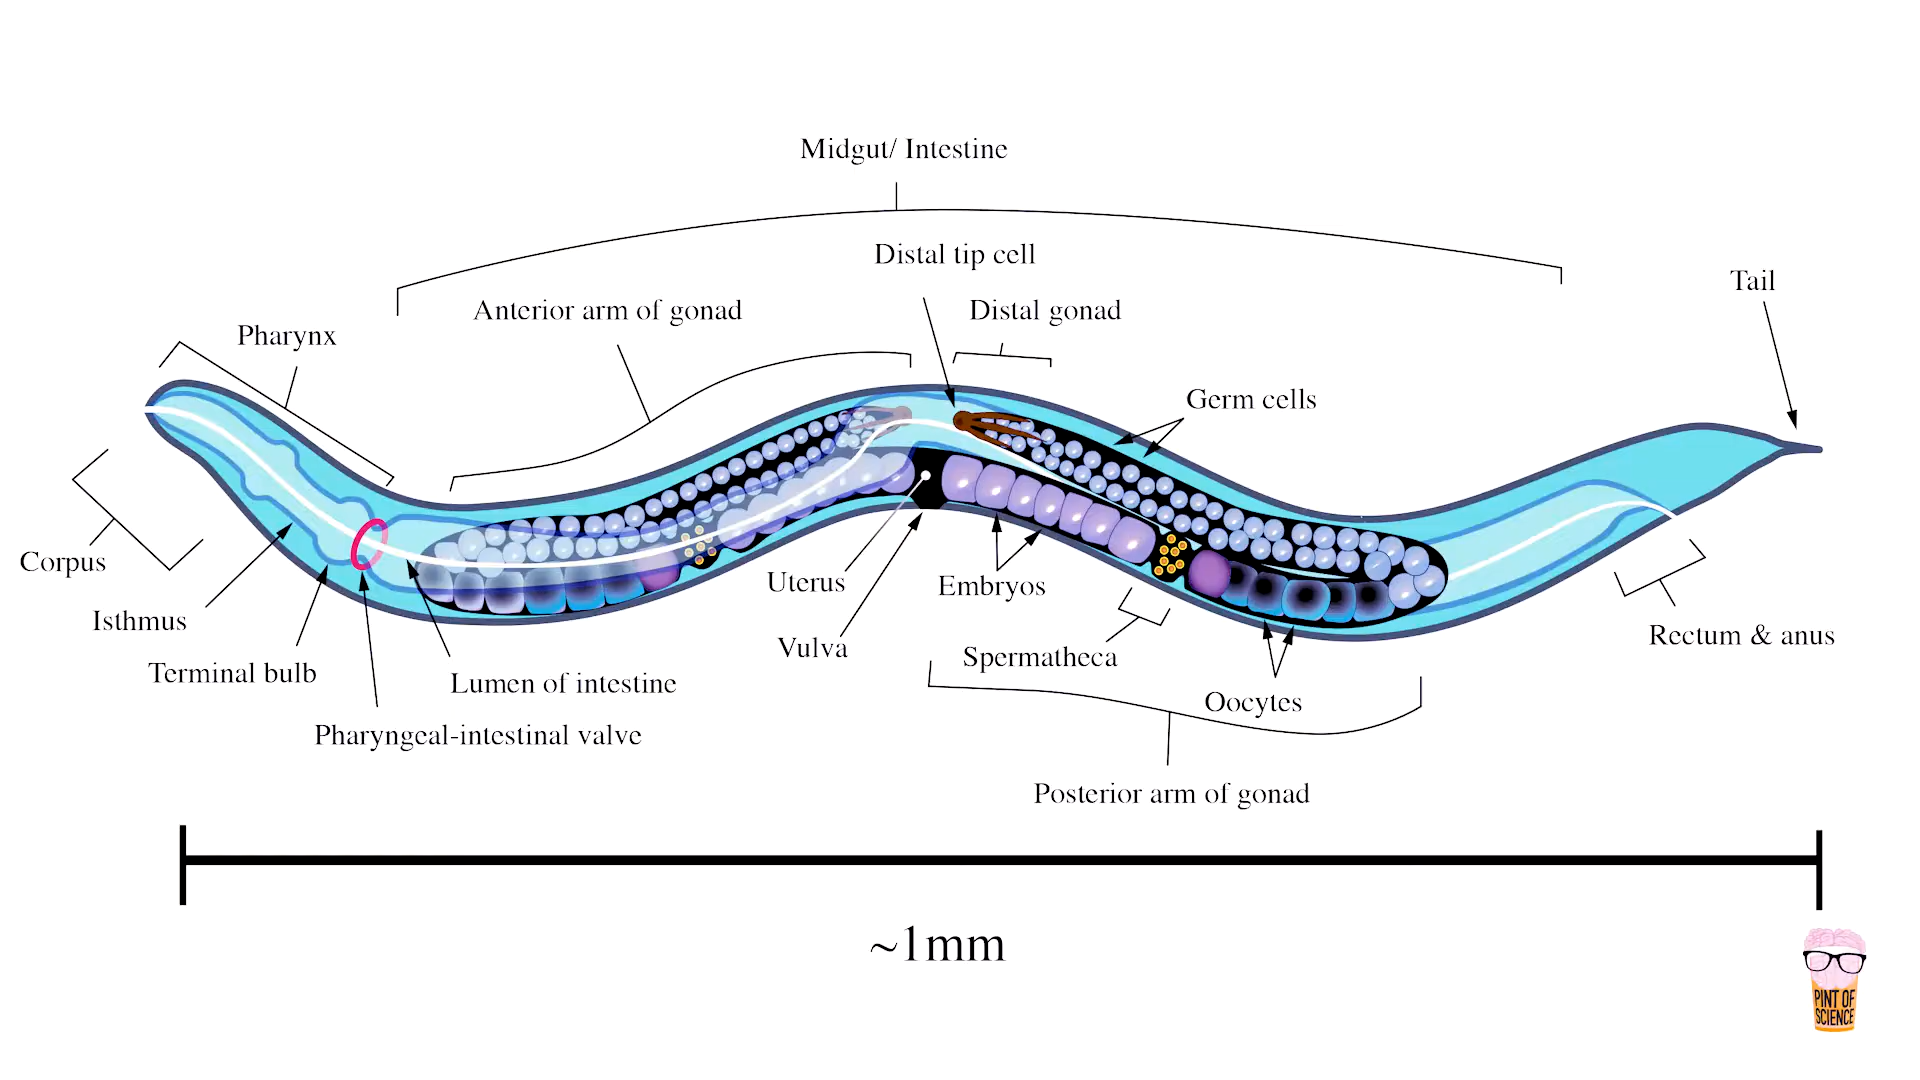 Midgut/ Intestine
Distal tip cell
Tail
Anterior arm of gonad
Distal gonad
Pharynx
Germ cells
Corpus
Uterus
Embryos
Isthmus
Rectum & anus
Vulva
Spermatheca
Terminal bulb
Lumen of intestine
Oocytes
Pharyngeal-intestinal valve
Posterior arm of gonad
~1mm
PINT OF
SCIENCE